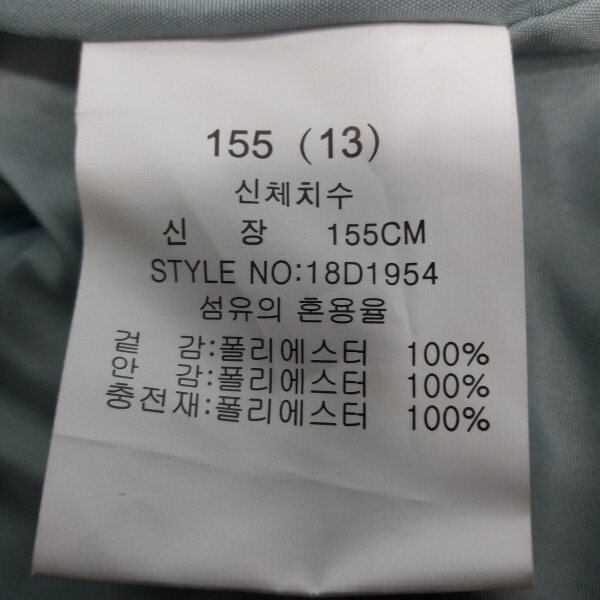 155 (13)
신체치수
신 장 155CM
STYLE NO:18D1954
섬유의 혼용율
겉 감:폴리에스터 100%
안 감:폴리에스터 100%
충전재:폴리에스터 100%